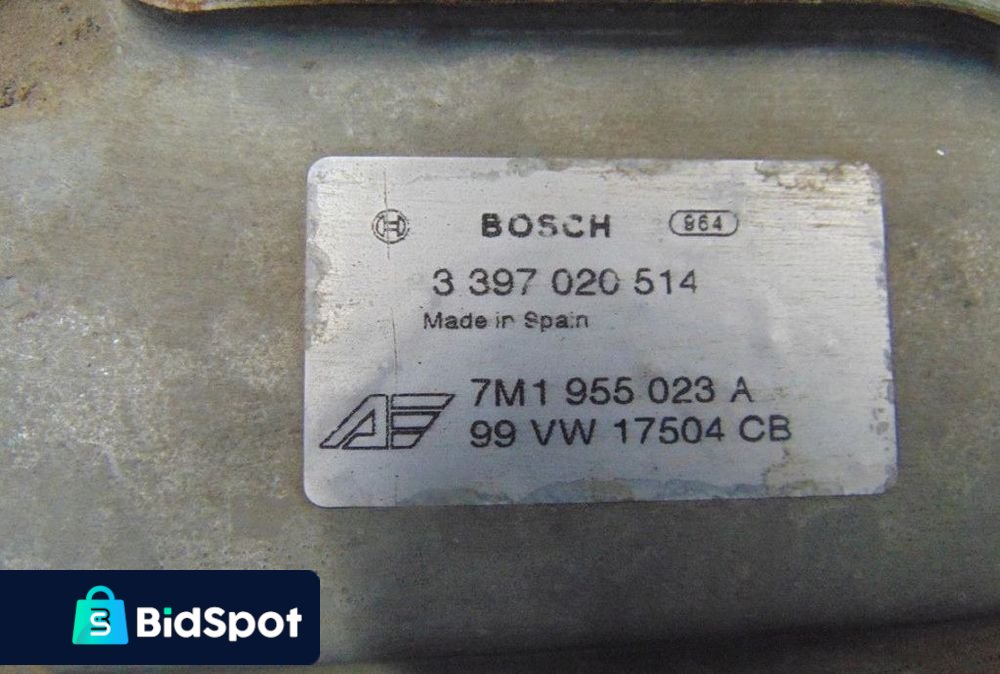 BOSCH 964
3 397 020 514
Made in Spain
7M1 955 023 A
99 VW 17504 CB
BidSpot